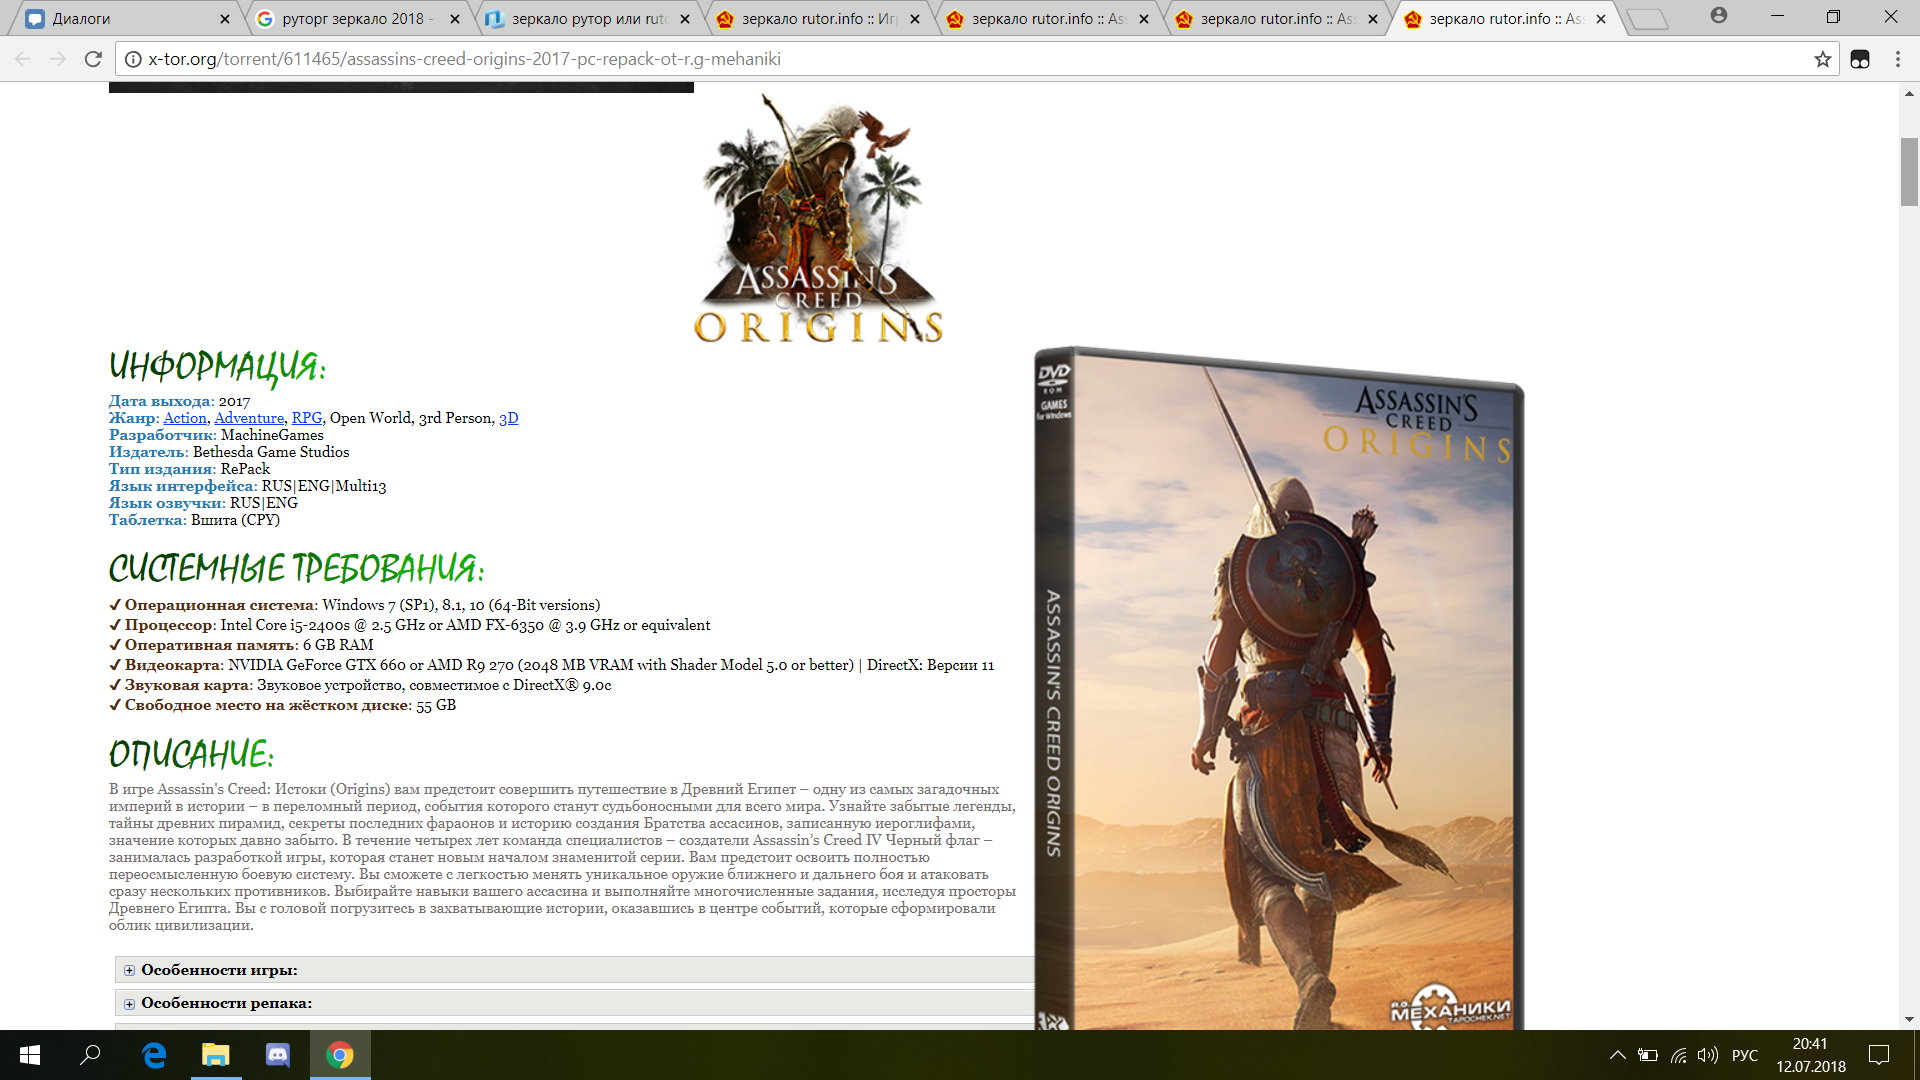 Диалоги
руторг зеркало 2018 -
зеркало рутор или ruto
зеркало rutor.info :: Игр
зеркало rutor.info :: Ass
зеркало rutor.info :: Ass
зеркало rutor.info :: Ass
x-tor.org/torrent/611465/assassins-creed-origins-2017-pc-repack-ot-r.g-mehaniki
ASSASSIN'S
CREED
ORIGINS
ИНФОРМАЦИЯ:
Дата выхода: 2017
Жанр: Action, Adventure, RPG, Open World, 3rd Person, 3D
Разработчик: MachineGames
Издатель: Bethesda Game Studios
Тип издания: RePack
Язык интерфейса: RUS|ENG|Multi13
Язык озвучки: RUS|ENG
Таблетка: Вшита (CPY)
СИСТЕМНЫЕ ТРЕБОВАНИЯ:
✔ Операционная система: Windows 7 (SP1), 8.1, 10 (64-Bit versions)
✔ Процессор: Intel Core i5-2400s @ 2.5 GHz or AMD FX-6350 @ 3.9 GHz or equivalent
✔ Оперативная память: 6 GB RAM
✔ Видеокарта: NVIDIA GeForce GTX 660 or AMD R9 270 (2048 MB VRAM with Shader Model 5.0 or better) | DirectX: Версии 11
✔ Звуковая карта: Звуковое устройство, совместимое с DirectX® 9.0с
✔ Свободное место на жёстком диске: 55 GB
ОПИСАНИЕ:
В игре Assassin's Creed: Истоки (Origins) вам предстоит совершить путешествие в Древний Египет – одну из самых загадочных
империй в истории – в переломный период, события которого станут судьбоносными для всего мира. Узнайте забытые легенды,
тайны древних пирамид, секреты последних фараонов и историю создания Братства ассасинов, записанную иероглифами,
значение которых давно забыто. В течение четырех лет команда специалистов – создатели Assassin’s Creed IV Черный флаг –
занималась разработкой игры, которая станет новым началом знаменитой серии. Вам предстоит освоить полностью
переосмысленную боевую систему. Вы сможете с легкостью менять уникальное оружие ближнего и дальнего боя и атаковать
сразу нескольких противников. Выбирайте навыки вашего ассасина и выполняйте многочисленные задания, исследуя просторы
Древнего Египта. Вы с головой погрузитесь в захватывающие истории, оказавшись в центре событий, которые сформировали
облик цивилизации.
Особенности игры:
Особенности репака:
DVD
ROM
GAMES
for Windows
ASSASSIN'S CREED ORIGINS
ASSASSIN'S
CREED
ORIGINS
R.G.
МЕХАНИКИ
TAPOCHEK.NET
РУС
20:41
12.07.2018